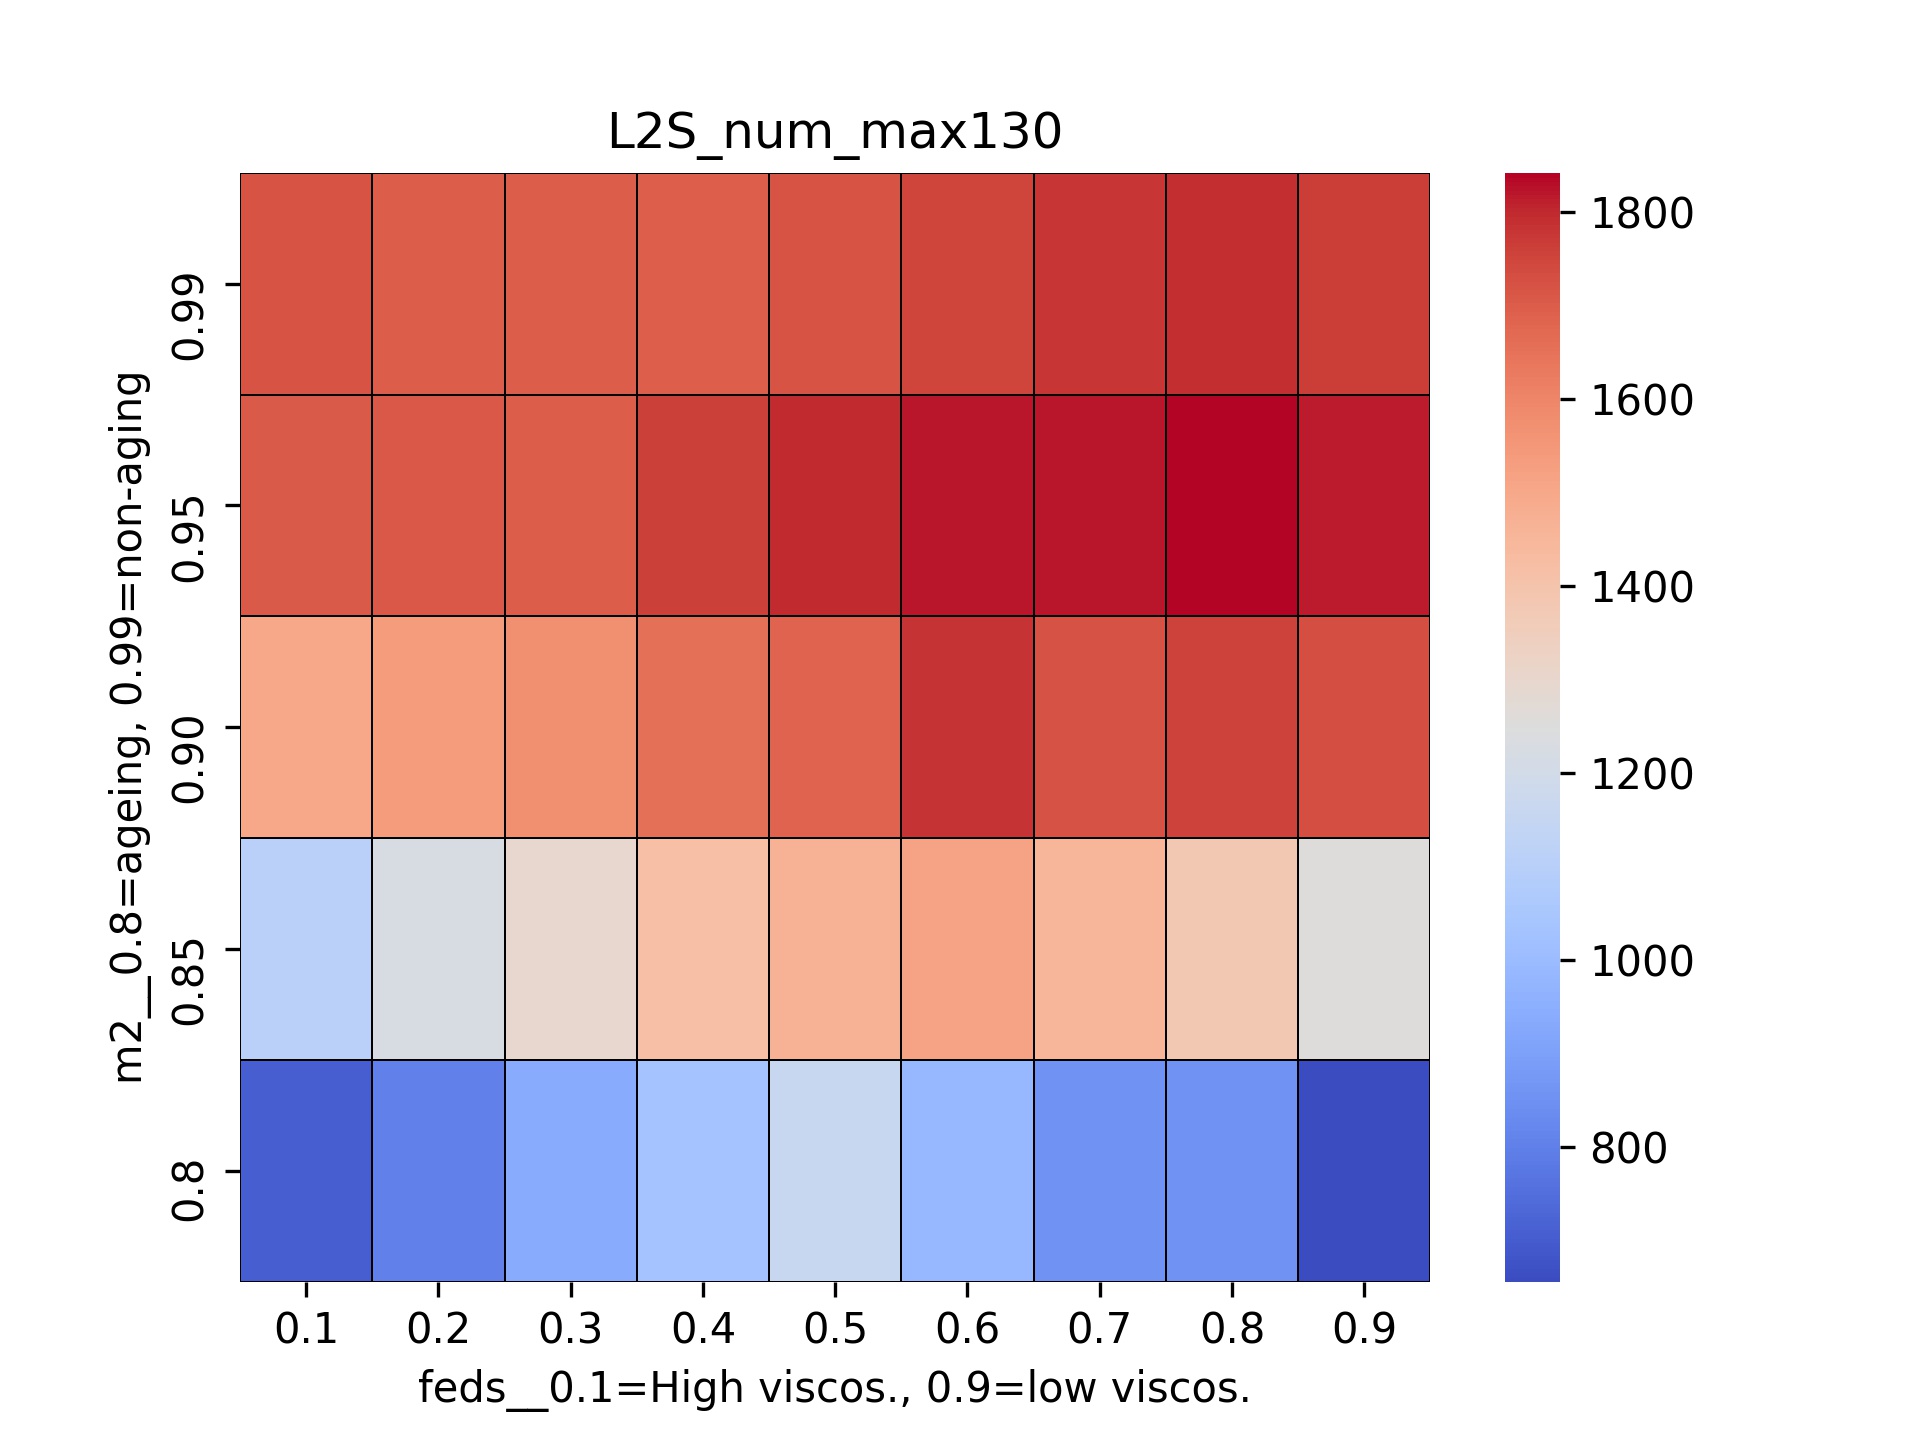 L2S_num_max130
m2__0.8=ageing, 0.99=non-aging
0.99
0.95
0.90
0.85
0.8
0.1 0.2 0.3 0.4 0.5 0.6 0.7 0.8 0.9
feds__0.1=High viscos., 0.9=low viscos.
1800
1600
1400
1200
1000
800